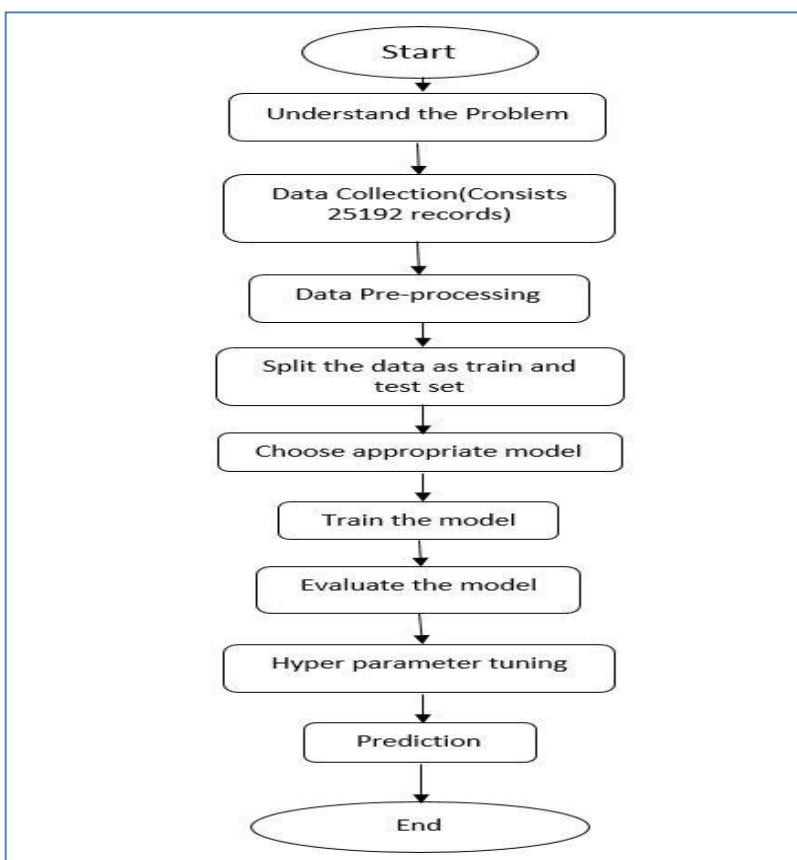 Start
Understand the Problem
Data Collection(Consists
25192 records)
Data Pre-processing
Split the data as train and
test set
Choose appropriate model
Train the model
Evaluate the model
Hyper parameter tuning
Prediction
End